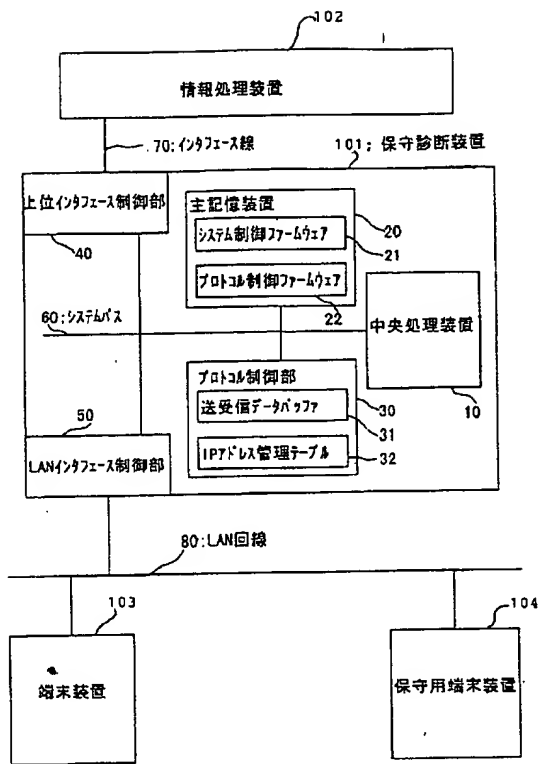 102
情報処理装置
70:インタフェース線
101; 保守診断装置
上位インタフェース制御部
40
主記憶装置
20
システム制御ファームウェア
21
プロトコル制御ファームウェア
22
60:システムバス
中央処理装置
10
プロトコル制御部
30
送受信データバッファ
31
IPアドレス管理テーブル
32
50
LANインタフェース制御部
80:LAN回線
103
端末装置
104
保守用端末装置